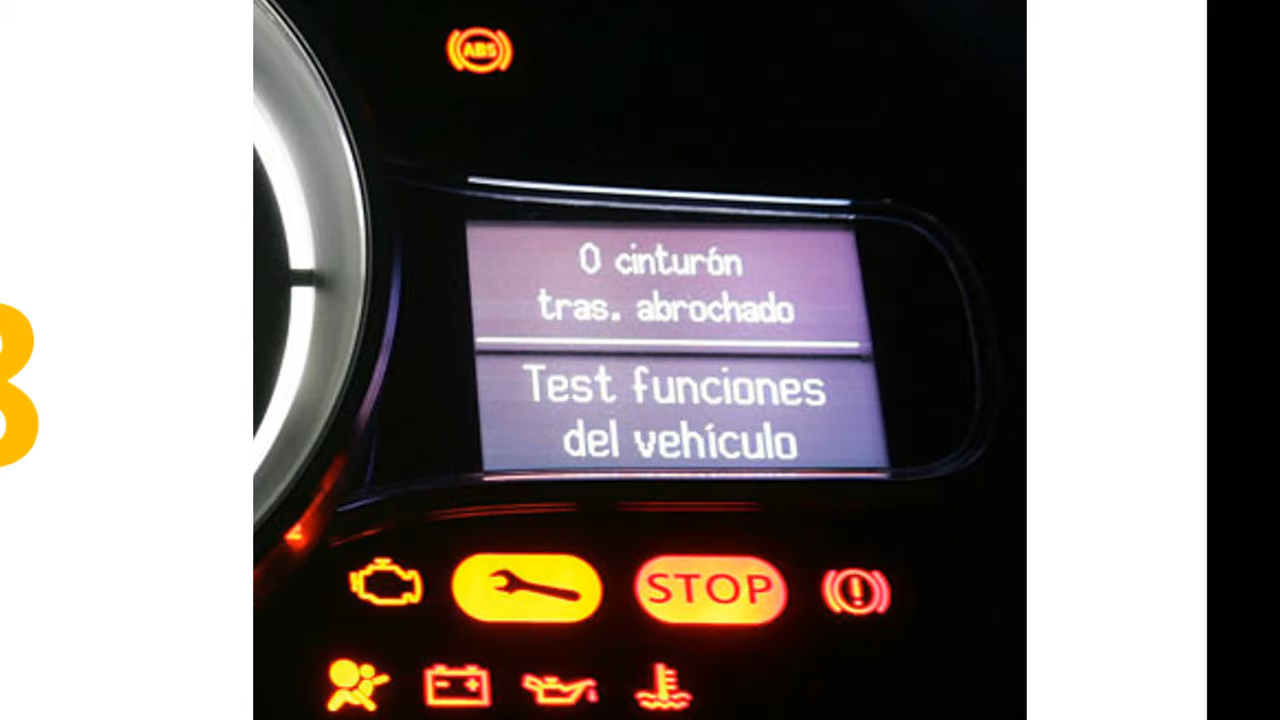 ABS
0 cinturón
tras. abrochado
Test funciones
del vehículo
STOP